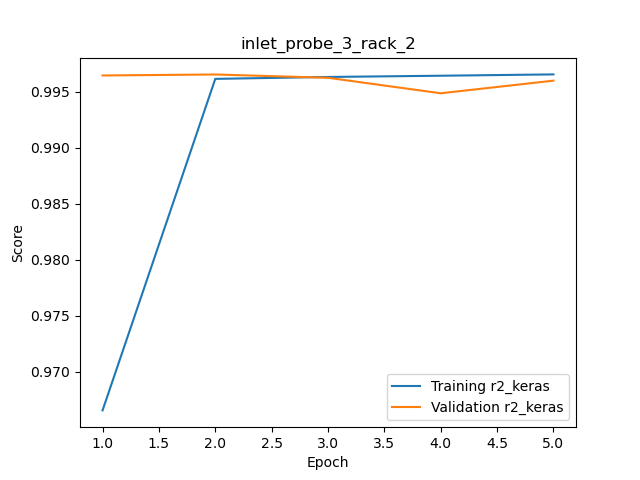 inlet_probe_3_rack_2
0.995
0.990
0.985
0.980
0.975
0.970
Score
1.0 1.5 2.0 2.5 3.0 3.5 4.0 4.5 5.0
Epoch
Training r2_keras
Validation r2_keras